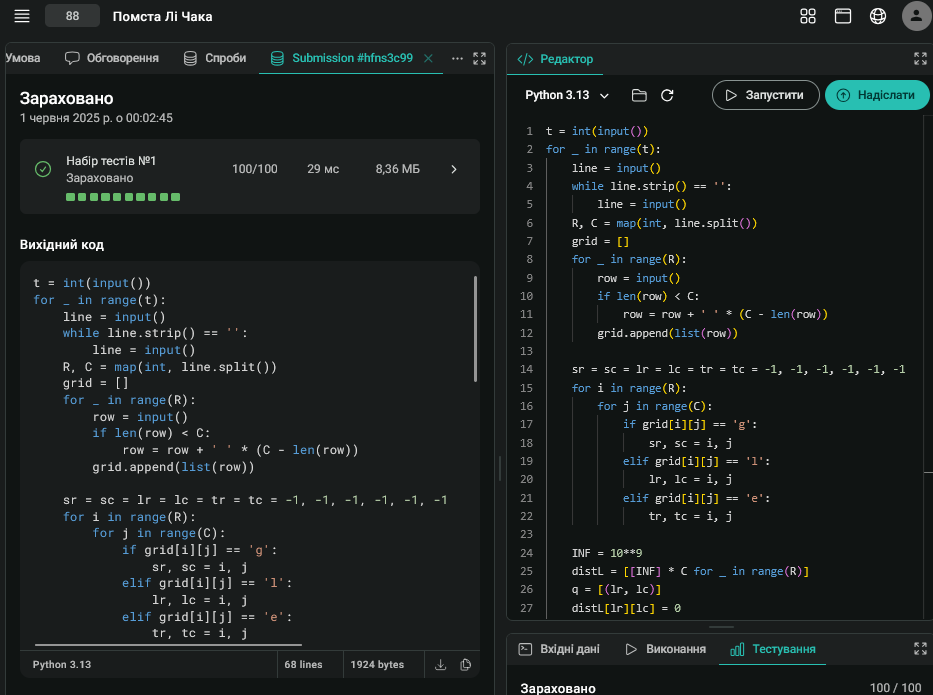 88 Помста Лі Чака
Умова Обговорення Спроби Submission #hfns3c99
Зараховано
1 червня 2025 р. о 00:02:45
Набір тестів №1
Зараховано
100/100 29 мс 8,36 МБ
Вихідний код
t = int(input())
for _ in range(t):
    line = input()
    while line.strip() == '':
        line = input()
    R, C = map(int, line.split())
    grid = []
    for _ in range(R):
        row = input()
        if len(row) < C:
            row = row + ' ' * (C - len(row))
        grid.append(list(row))
    sr = sc = lr = lc = tr = tc = -1, -1, -1, -1, -1, -1
    for i in range(R):
        for j in range(C):
            if grid[i][j] == 'g':
                sr, sc = i, j
            elif grid[i][j] == 'l':
                lr, lc = i, j
            elif grid[i][j] == 'e':
                tr, tc = i, j
Python 3.13 68 lines 1924 bytes
</> Редактор
Python 3.13 Запустити Надіслати
1 t = int(input())
2 for _ in range(t):
3     line = input()
4     while line.strip() == '':
5         line = input()
6     R, C = map(int, line.split())
7     grid = []
8     for _ in range(R):
9         row = input()
10         if len(row) < C:
11             row = row + ' ' * (C - len(row))
12         grid.append(list(row))
13
14     sr = sc = lr = lc = tr = tc = -1, -1, -1, -1, -1, -1
15     for i in range(R):
16         for j in range(C):
17             if grid[i][j] == 'g':
18                 sr, sc = i, j
19             elif grid[i][j] == 'l':
20                 lr, lc = i, j
21             elif grid[i][j] == 'e':
22                 tr, tc = i, j
23
24     INF = 10**9
25     distL = [[INF] * C for _ in range(R)]
26     q = [(lr, lc)]
27     distL[lr][lc] = 0
Вхідні дані Виконання Тестування
Зараховано 100 / 100